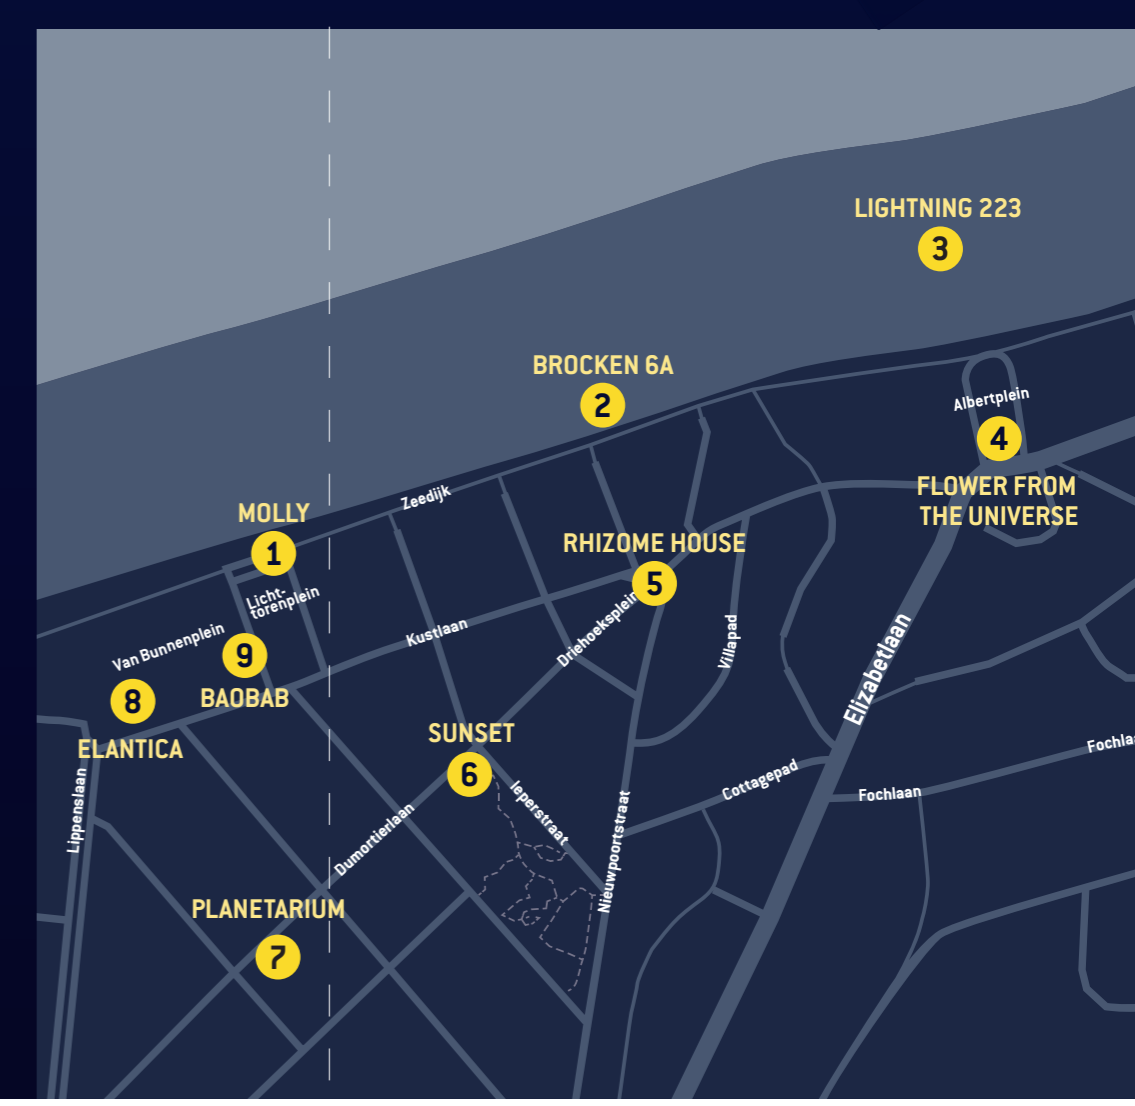 LIGHTNING 223
3
BROCKEN 6A
2
Albertplein
4
FLOWER FROM
THE UNIVERSE
Zeedijk
MOLLY
1
RHIZOME HOUSE
5
Licht-
torenplein
Van Bunnenplein
Kustlaan
Driehoeksplein
Villapad
9
BAOBAB
8
ELANTICA
Elizabetlaan
SUNSET
6
Fochlaa
Fochlaan
Cottagepad
Ieperstraat
Lippenslaan
Dumortierlaan
Nieuwpoortstraat
PLANETARIUM
7